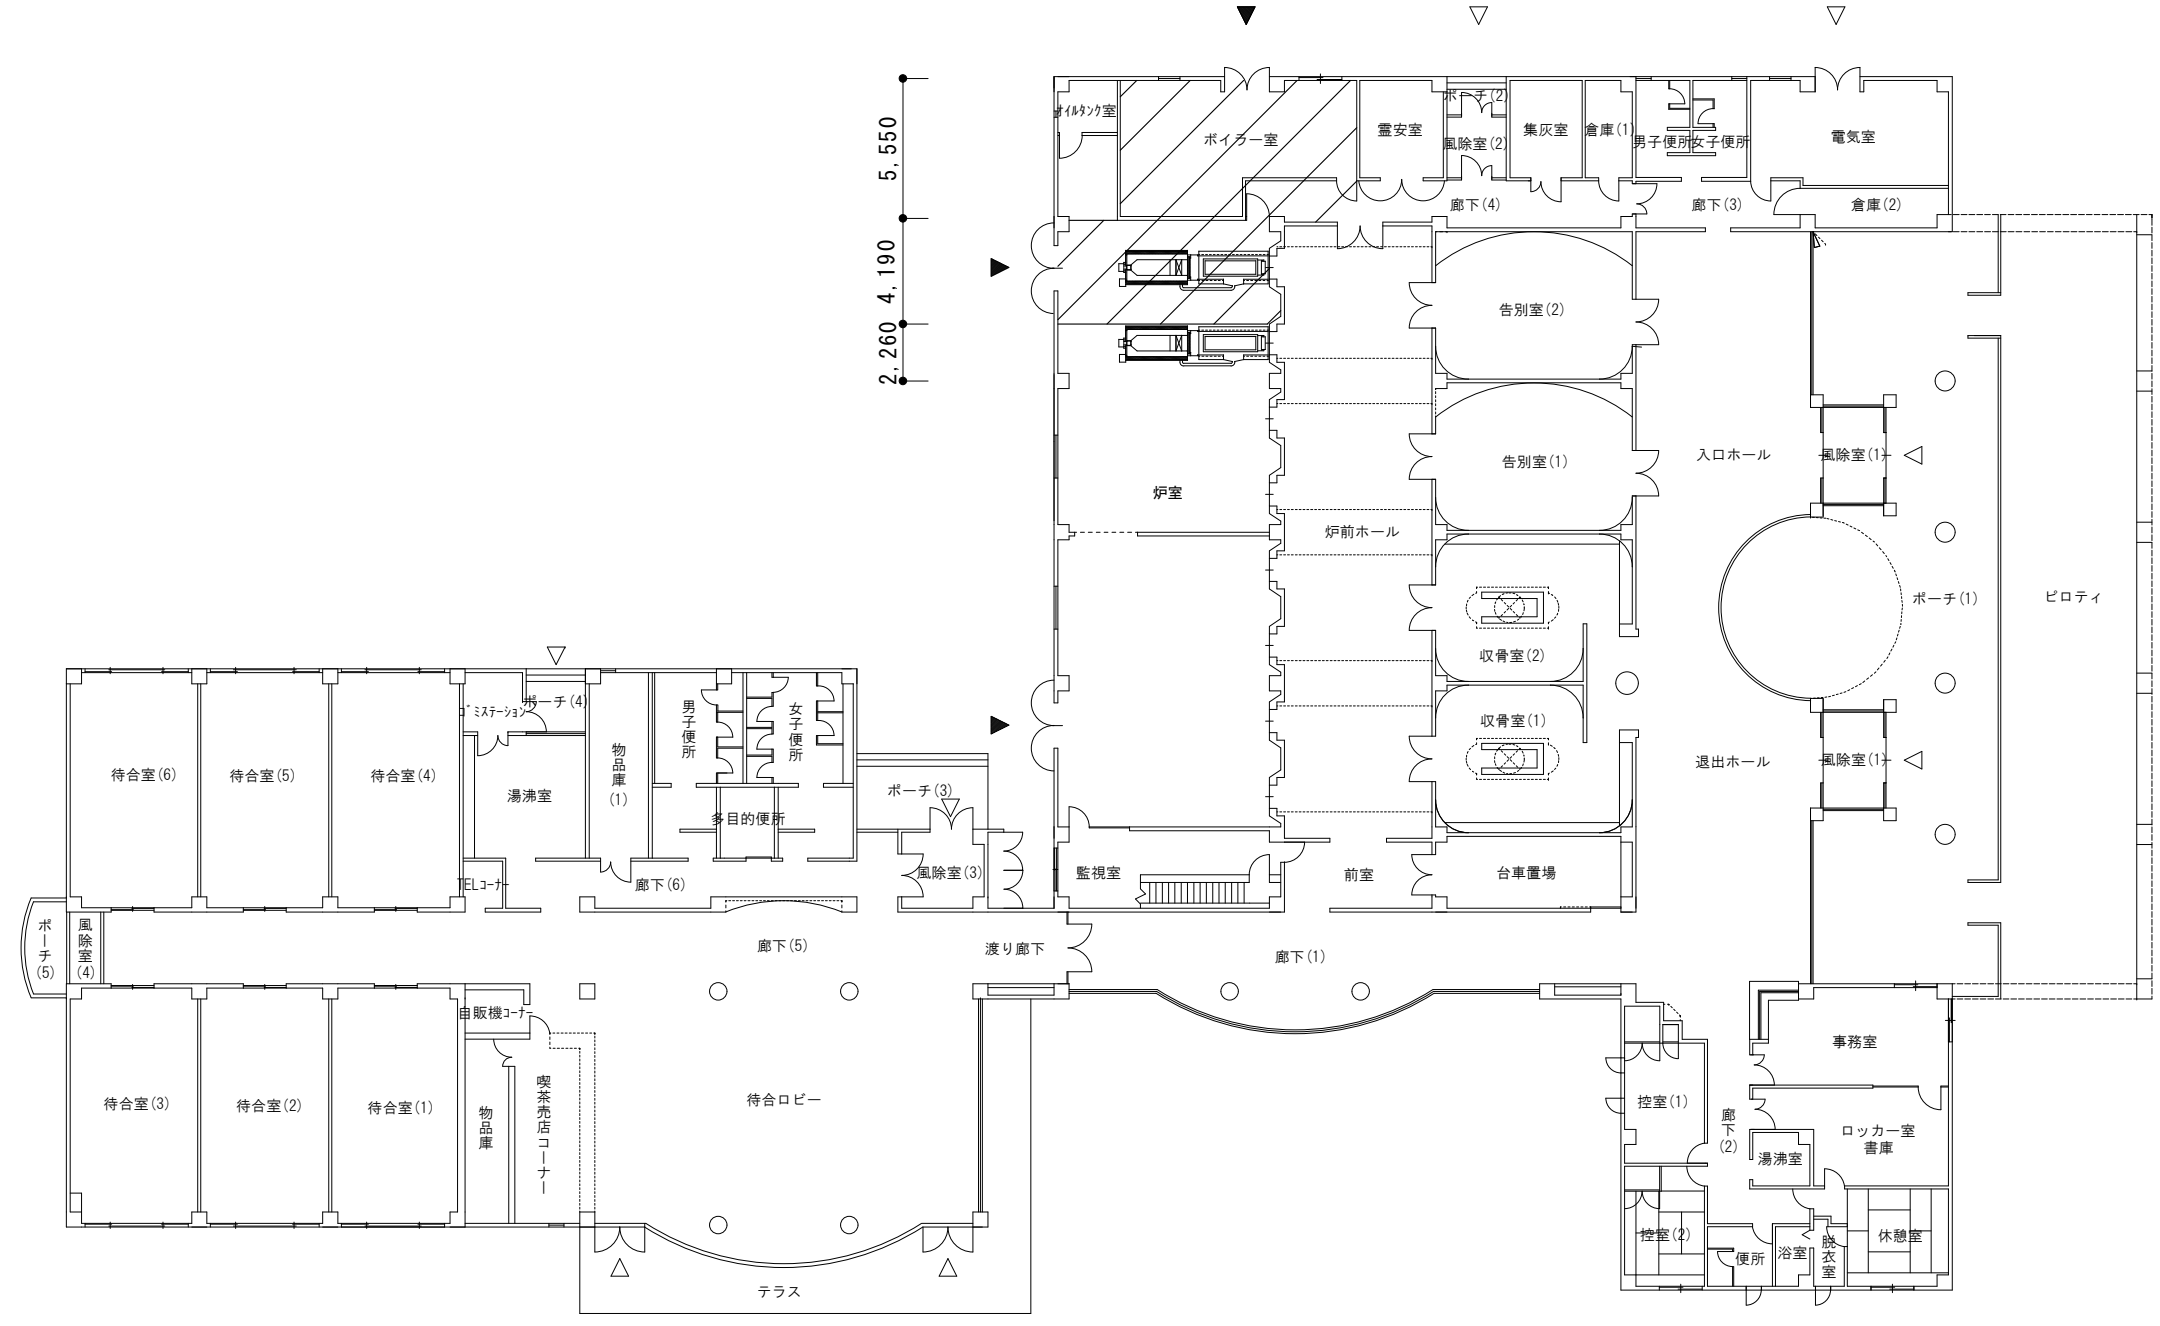 5,550
4,190
2,260
ｵｲﾙﾀﾝｸ室
ボイラー室
霊安室
ポーチ(2)
風除室(2)
集灰室
倉庫(1)
男子便所
女子便所
電気室
廊下(4)
廊下(3)
倉庫(2)
告別室(2)
告別室(1)
入口ホール
風除室(1)
炉室
炉前ホール
ポーチ(1)
ピロティ
収骨室(2)
収骨室(1)
退出ホール
風除室(1)
監視室
前室
台車置場
ｺﾞﾐｽﾃｰｼｮﾝ
ポーチ(4)
男子便所
女子便所
物品庫(1)
待合室(6)
待合室(5)
待合室(4)
湯沸室
多目的便所
ポーチ(3)
風除室(3)
TELｺｰﾅｰ
廊下(6)
ポーチ(5)
風除室(4)
廊下(5)
渡り廊下
廊下(1)
自販機ｺｰﾅｰ
待合室(3)
待合室(2)
待合室(1)
物品庫
喫茶売店コーナー
待合ロビー
テラス
事務室
控室(1)
廊下(2)
ロッカー室
書庫
湯沸室
控室(2)
便所
浴室
脱衣室
休憩室